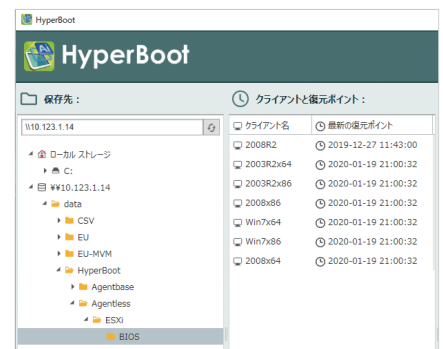 HyperBoot
AI
HyperBoot
保存先：
クライアントと復元ポイント：
\\10.123.1.14
クライアント名
最新の復元ポイント
ローカル ストレージ
C:
¥¥10.123.1.14
data
CSV
EU
EU-MVM
HyperBoot
Agentbase
Agentless
ESXi
BIOS
2008R2 2019-12-27 11:43:00
2003R2x64 2020-01-19 21:00:32
2003R2x86 2020-01-19 21:00:32
2008x86 2020-01-19 21:00:32
Win7x64 2020-01-19 21:00:32
Win7x86 2020-01-19 21:00:32
2008x64 2020-01-19 21:00:32